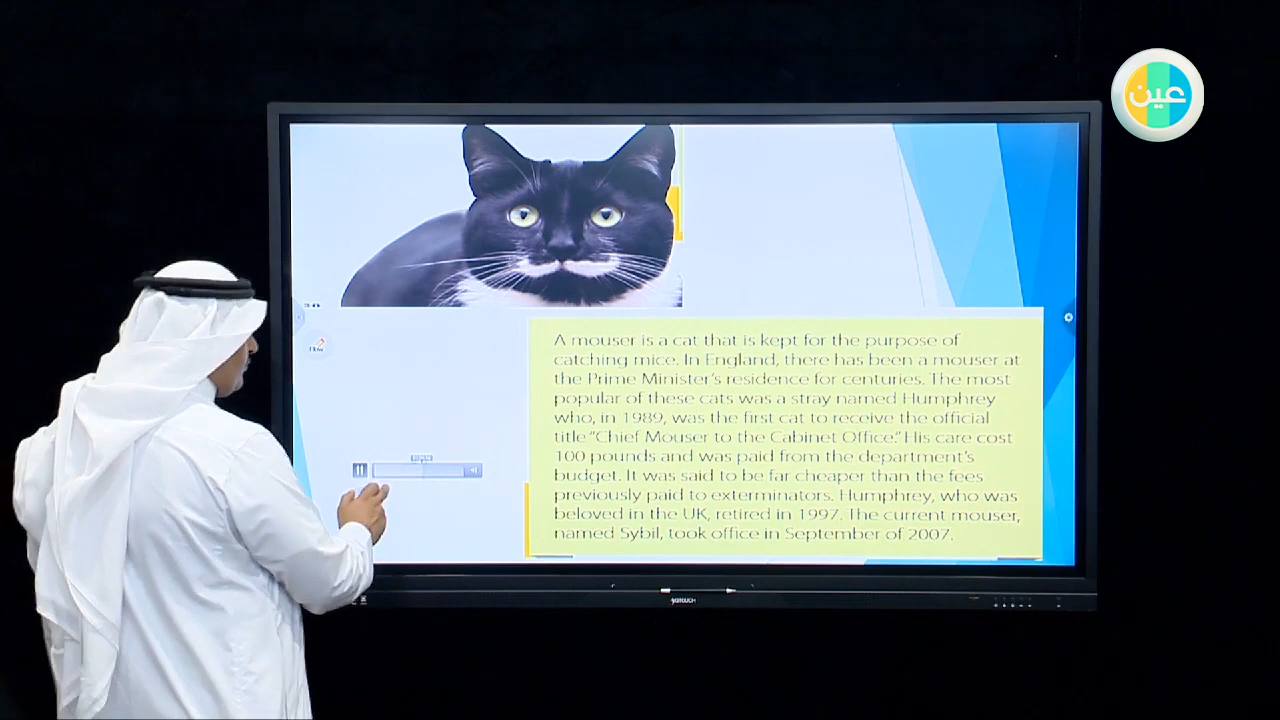 عين
A mouser is a cat that is kept for the purpose of
catching mice. In England, there has been a mouser at
the Prime Minister's residence for centuries. The most
popular of these cats was a stray named Humphrey
who, in 1989, was the first cat to receive the official
title "Chief Mouser to the Cabinet Office." His care cost
100 pounds and was paid from the department's
budget. It was said to be far cheaper than the fees
previously paid to exterminators. Humphrey, who was
beloved in the UK, retired in 1997. The current mouser,
named Sybil, took office in September of 2007.